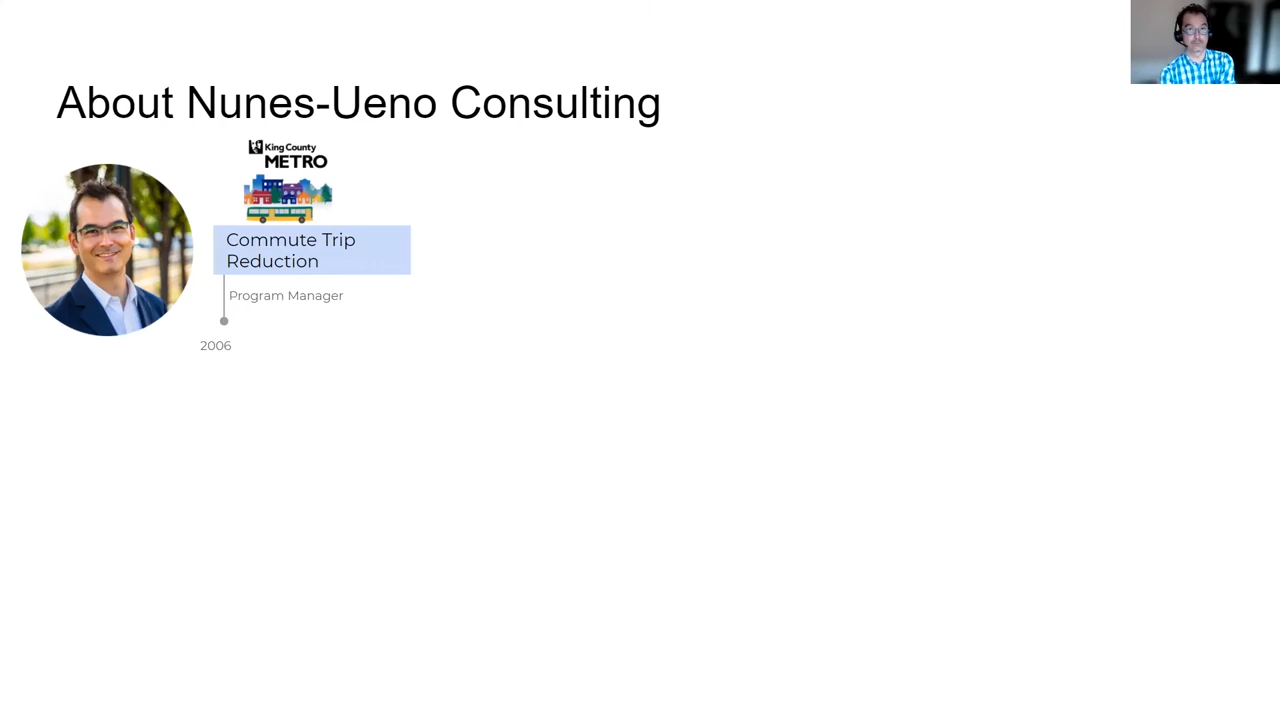 About Nunes-Ueno Consulting
King County
METRO
Commute Trip
Reduction
Program Manager
2006